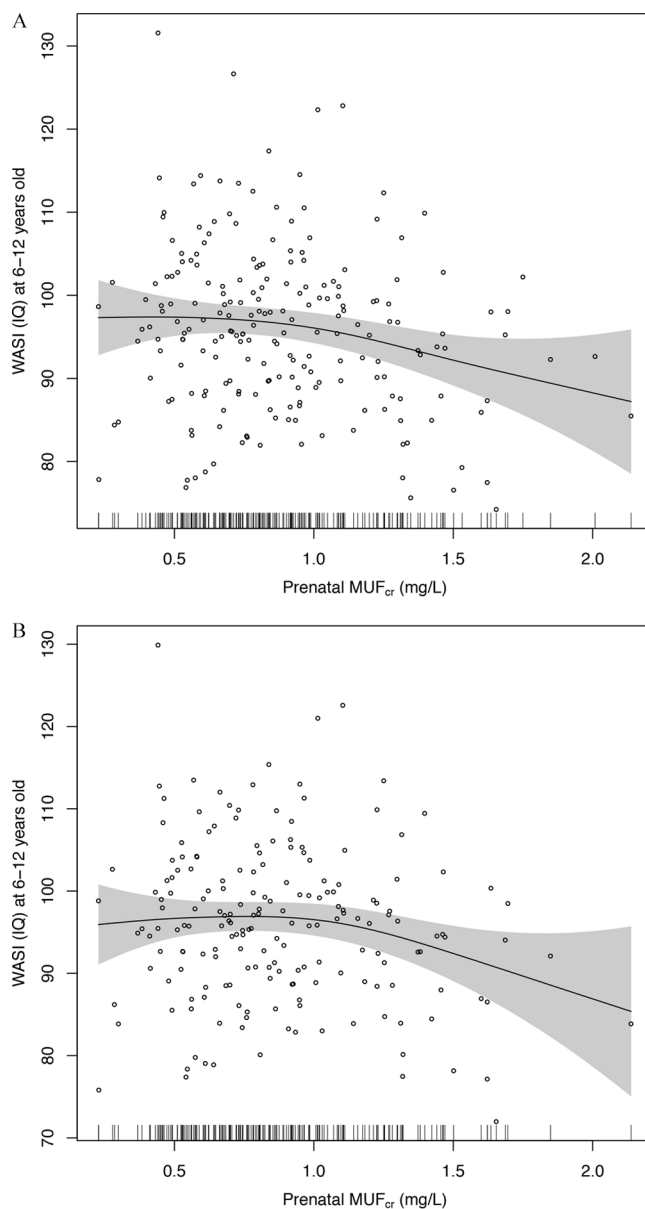 A
130
120
110
100
90
80
WASI (IQ) at 6–12 years old
0.5 1.0 1.5 2.0
Prenatal MUFcr (mg/L)
B
130
120
110
100
90
80
70
WASI (IQ) at 6–12 years old
0.5 1.0 1.5 2.0
Prenatal MUFcr (mg/L)